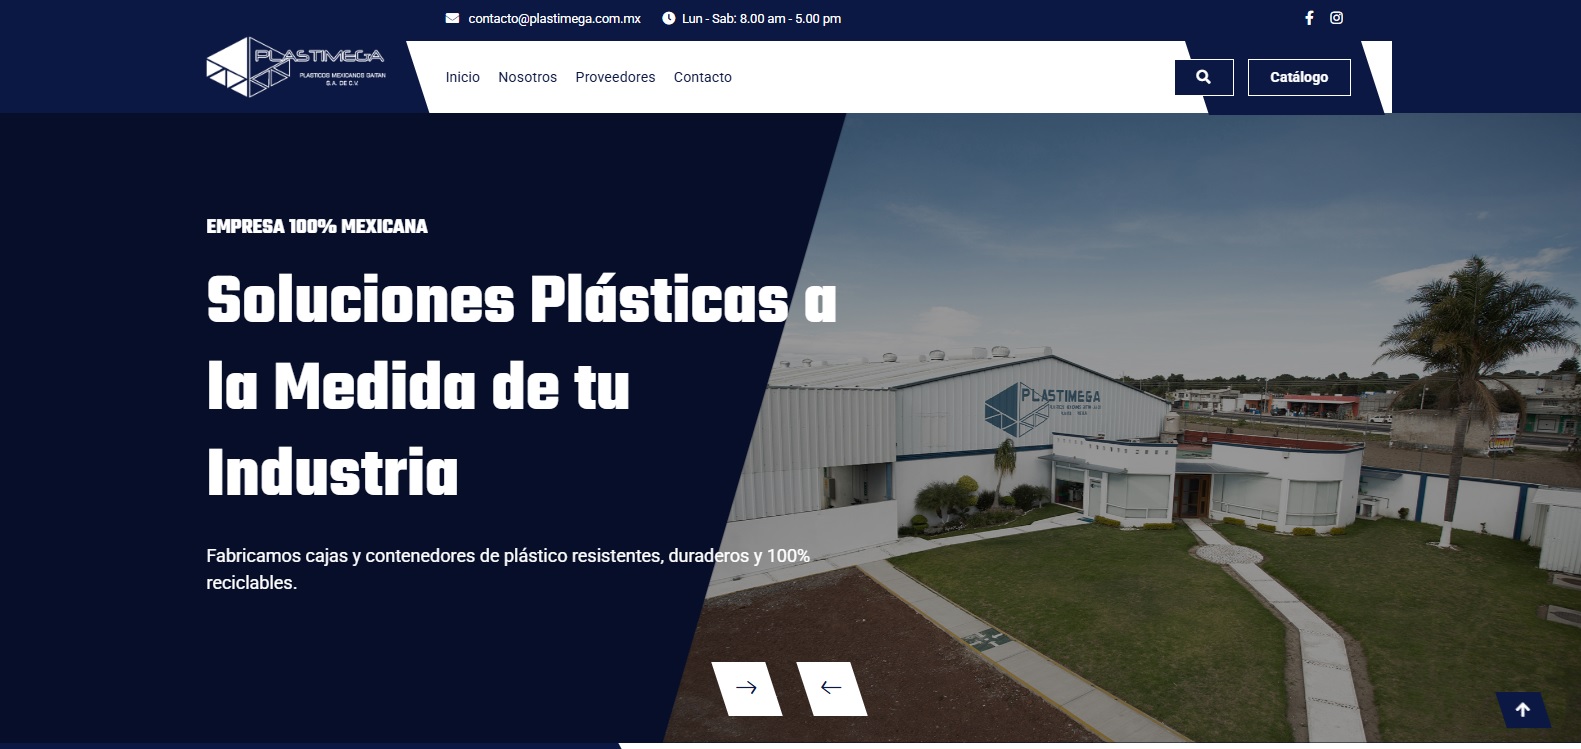 contacto@plastimega.com.mx
Lun - Sab: 8.00 am - 5.00 pm
PLASTIMEGA
PLASTICOS MEXICANOS GAITAN
S.A. DE C.V.
Inicio
Nosotros
Proveedores
Contacto
Catálogo
EMPRESA 100% MEXICANA
Soluciones Plásticas a
la Medida de tu
Industria
PLASTIMEGA
Fabricamos cajas y contenedores de plástico resistentes, duraderos y 100%
reciclables.